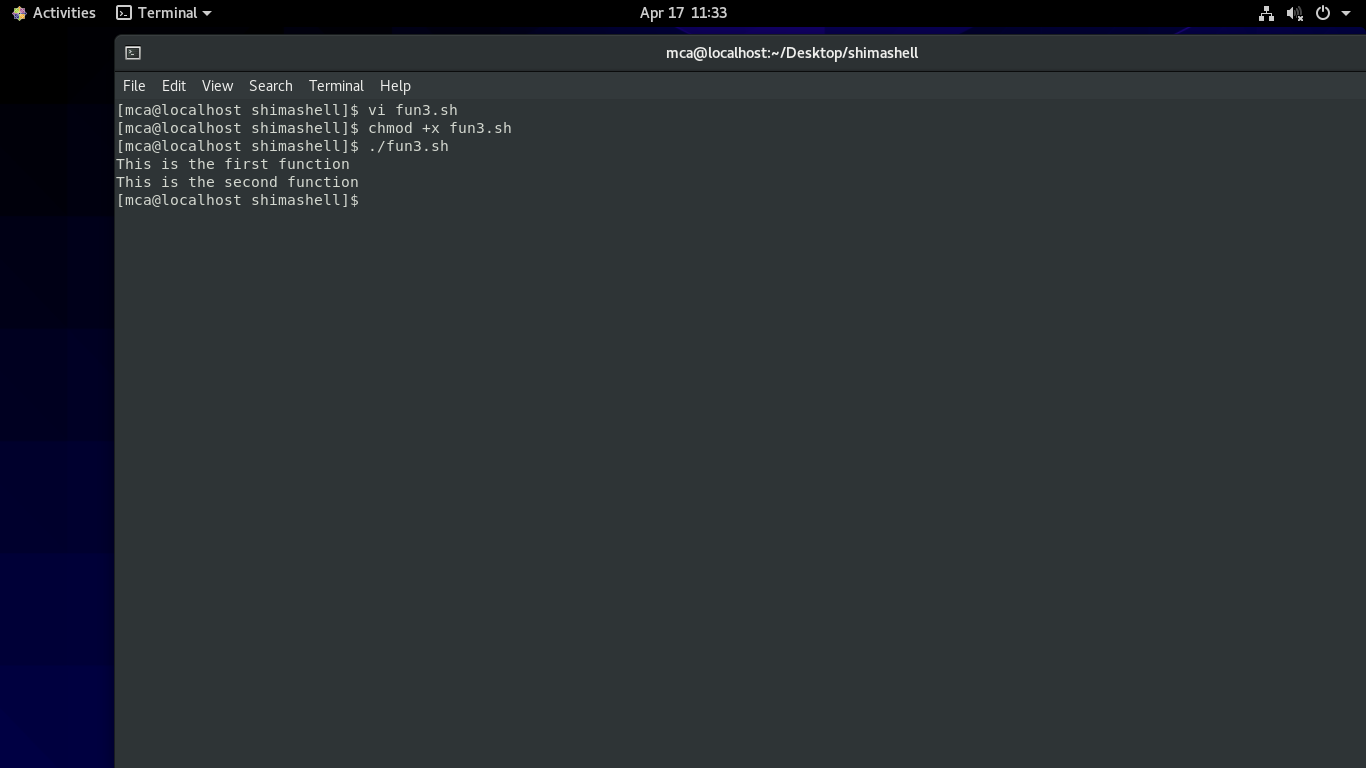 Activities Terminal Apr 17 11:33
mca@localhost:~/Desktop/shimashell
File Edit View Search Terminal Help
[mca@localhost shimashell]$ vi fun3.sh
[mca@localhost shimashell]$ chmod +x fun3.sh
[mca@localhost shimashell]$ ./fun3.sh
This is the first function
This is the second function
[mca@localhost shimashell]$